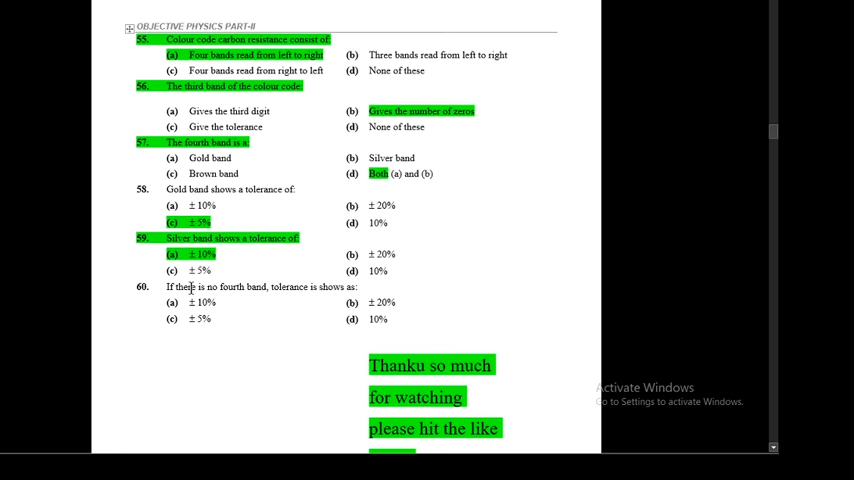 OBJECTIVE PHYSICS PART-II
55. Colour code carbon resistance consist of:
(a) Four bands read from left to right (b) Three bands read from left to right
(c) Four bands read from right to left (d) None of these
56. The third band of the colour code:
(a) Gives the third digit (b) Gives the number of zeros
(c) Give the tolerance (d) None of these
57. The fourth band is a:
(a) Gold band (b) Silver band
(c) Brown band (d) Both (a) and (b)
58. Gold band shows a tolerance of:
(a) ± 10% (b) ± 20%
(c) ± 5% (d) 10%
59. Silver band shows a tolerance of:
(a) ± 10% (b) ± 20%
(c) ± 5% (d) 10%
60. If there is no fourth band, tolerance is shows as:
(a) ± 10% (b) ± 20%
(c) ± 5% (d) 10%
Thanku so much
for watching
please hit the like
Activate Windows
Go to Settings to activate Windows.